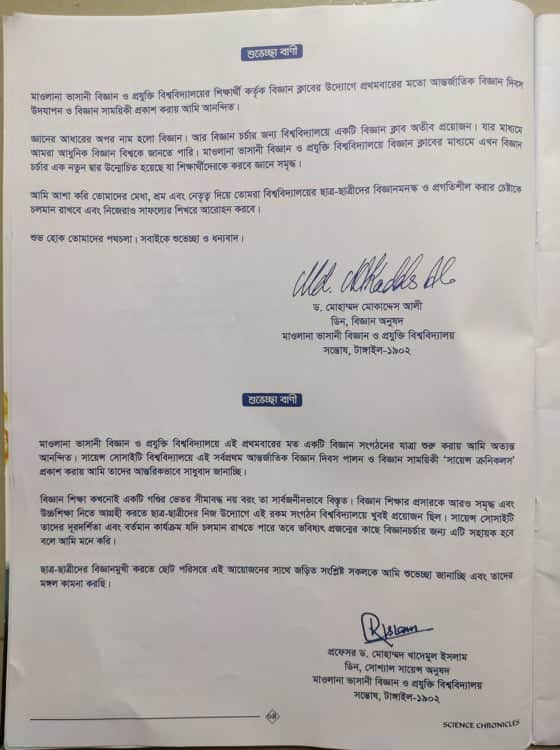 শুভেচ্ছা বাণী
মাওলানা ভাসানী বিজ্ঞান ও প্রযুক্তি বিশ্ববিদ্যালয়ের শিক্ষার্থী কর্তৃক বিজ্ঞান ক্লাবের উদ্যোগে প্রথমবারের মতো আন্তর্জাতিক বিজ্ঞান দিবস
উদযাপন ও বিজ্ঞান সাময়িকী প্রকাশ করায় আমি আনন্দিত।
জ্ঞানের আধারের অপর নাম হলো বিজ্ঞান। আর বিজ্ঞান চর্চার জন্য বিশ্ববিদ্যালয়ে একটি বিজ্ঞান ক্লাব অতীব প্রয়োজন। যার মাধ্যমে
আমরা আধুনিক বিজ্ঞান বিশ্বকে জানতে পারি। মাওলানা ভাসানী বিজ্ঞান ও প্রযুক্তি বিশ্ববিদ্যালয়ে বিজ্ঞান ক্লাবের মাধ্যমে এখন বিজ্ঞান
চর্চার এক নতুন দ্বার উন্মোচিত হয়েছে যা শিক্ষার্থীদেরকে করবে জ্ঞানে সমৃদ্ধ।
আমি আশা করি তোমাদের মেধা, শ্রম এবং নেতৃত্ব দিয়ে তোমরা বিশ্ববিদ্যালয়ের ছাত্র-ছাত্রীদের বিজ্ঞানমনস্ক ও প্রগতিশীল করার চেষ্টাকে
চলমান রাখবে এবং নিজেরাও সাফল্যের শিখরে আরোহন করবে।
শুভ হোক তোমাদের পথচলা। সবাইকে শুভেচ্ছা ও ধন্যবাদ।
ড. মোহাম্মদ মোকাদ্দেস আলী
ডিন, বিজ্ঞান অনুষদ
মাওলানা ভাসানী বিজ্ঞান ও প্রযুক্তি বিশ্ববিদ্যালয়
সন্তোষ, টাঙ্গাইল-১৯০২
শুভেচ্ছা বাণী
মাওলানা ভাসানী বিজ্ঞান ও প্রযুক্তি বিশ্ববিদ্যালয়ে এই প্রথমবারের মত একটি বিজ্ঞান সংগঠনের যাত্রা শুরু করায় আমি অত্যন্ত
আনন্দিত। সায়েন্স সোসাইটি বিশ্ববিদ্যালয়ে এই সর্বপ্রথম আন্তর্জাতিক বিজ্ঞান দিবস পালন ও বিজ্ঞান সাময়িকী 'সায়েন্স ক্রনিকলস'
প্রকাশ করায় আমি তাদের আন্তরিকভাবে সাধুবাদ জানাচ্ছি।
বিজ্ঞান শিক্ষা কখনোই একটি গণ্ডির ভেতর সীমাবদ্ধ নয় বরং তা সার্বজনীনভাবে বিস্তৃত। বিজ্ঞান শিক্ষার প্রসারকে আরও সমৃদ্ধ এবং
উচ্চশিক্ষা নিতে আগ্রহী করতে ছাত্র-ছাত্রীদের নিজ উদ্যোগে এই রকম সংগঠন বিশ্ববিদ্যালয়ে খুবই প্রয়োজন ছিল। সায়েন্স সোসাইটি
তাদের দূরদর্শিতা এবং বর্তমান কার্যক্রম যদি চলমান রাখতে পারে তবে ভবিষ্যৎ প্রজন্মের কাছে বিজ্ঞানচর্চার জন্য এটি সহায়ক হবে
বলে আমি মনে করি।
ছাত্র-ছাত্রীদের বিজ্ঞানমুখী করতে ছোট পরিসরে এই আয়োজনের সাথে জড়িত সংশ্লিষ্ট সকলকে আমি শুভেচ্ছা জানাচ্ছি এবং তাদের
মঙ্গল কামনা করছি।
প্রফেসর ড. মোহাম্মদ খাদেমুল ইসলাম
ডিন, সোশ্যাল সায়েন্স অনুষদ
মাওলানা ভাসানী বিজ্ঞান ও প্রযুক্তি বিশ্ববিদ্যালয়
সন্তোষ, টাঙ্গাইল-১৯০২
SCIENCE CHRONICLES